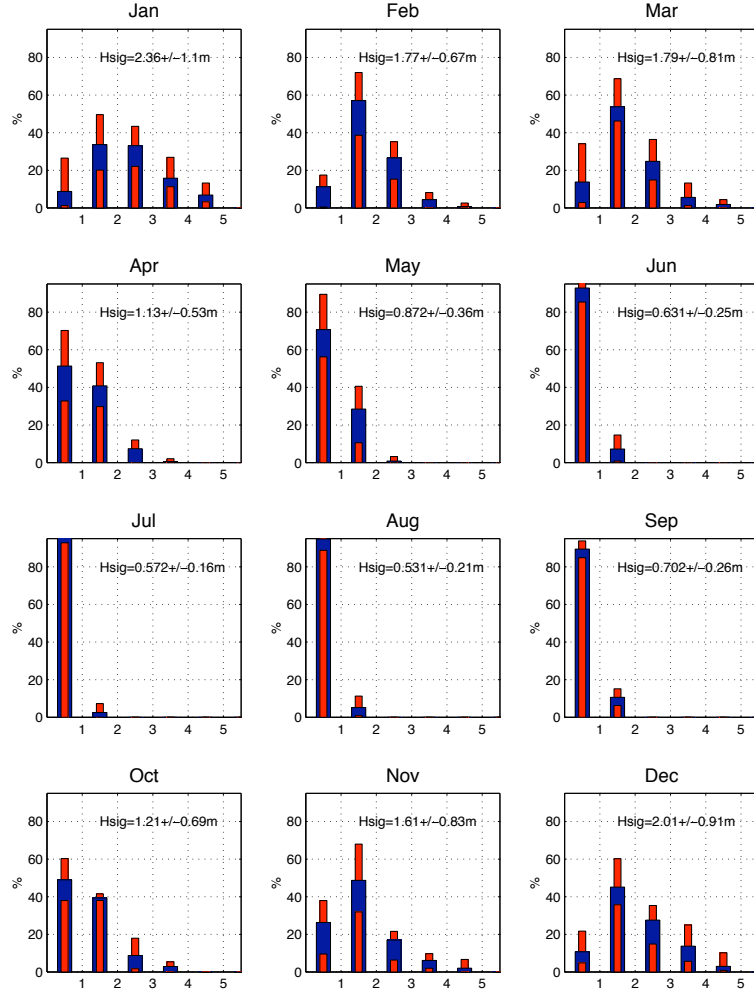 Jan Feb Mar
80 Hsig=2.36+/−1.1m 80 Hsig=1.77+/−0.67m 80 Hsig=1.79+/−0.81m
60 60 60
% % %
40 40 40
20 20 20
0 0 0
1 2 3 4 5 1 2 3 4 5 1 2 3 4 5
Apr May Jun
80 Hsig=1.13+/−0.53m 80 Hsig=0.872+/−0.36m 80 Hsig=0.631+/−0.25m
60 60 60
% % %
40 40 40
20 20 20
0 0 0
1 2 3 4 5 1 2 3 4 5 1 2 3 4 5
Jul Aug Sep
80 Hsig=0.572+/−0.16m 80 Hsig=0.531+/−0.21m 80 Hsig=0.702+/−0.26m
60 60 60
% % %
40 40 40
20 20 20
0 0 0
1 2 3 4 5 1 2 3 4 5 1 2 3 4 5
Oct Nov Dec
80 Hsig=1.21+/−0.69m 80 Hsig=1.61+/−0.83m 80 Hsig=2.01+/−0.91m
60 60 60
% % %
40 40 40
20 20 20
0 0 0
1 2 3 4 5 1 2 3 4 5 1 2 3 4 5